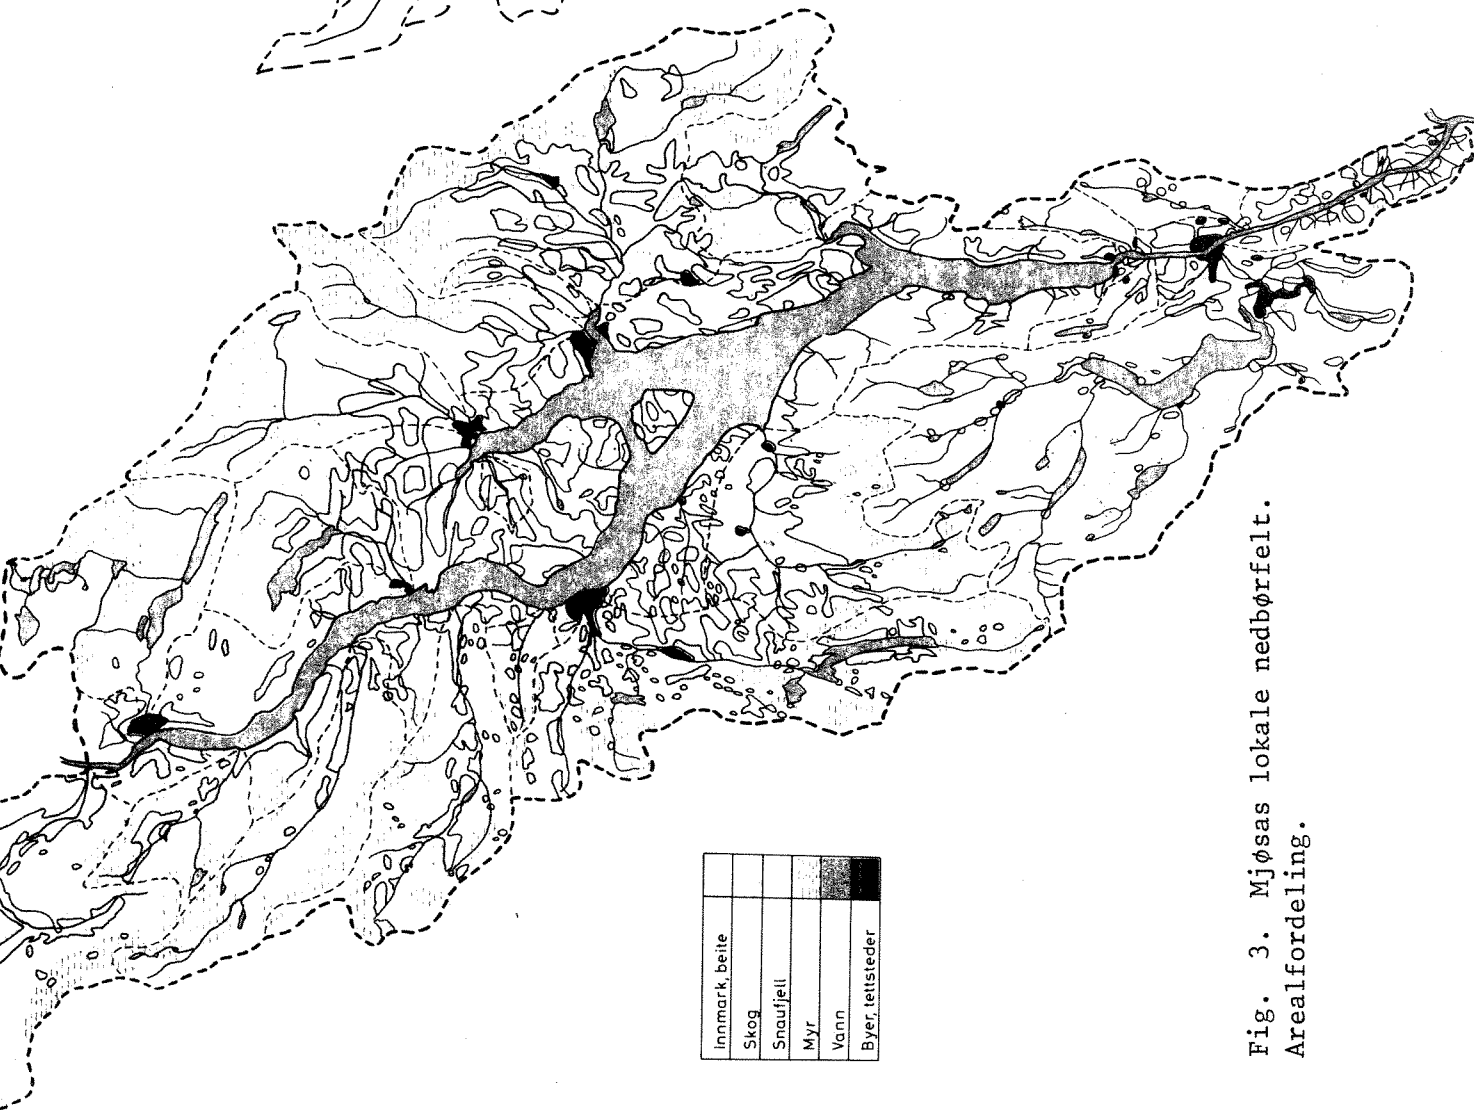 Innmark, beite
Skog
Snaufjell
Myr
Vann
Byer, tettsteder
Fig. 3. Mjøsas lokale nedbørfelt.
Arealfordeling.